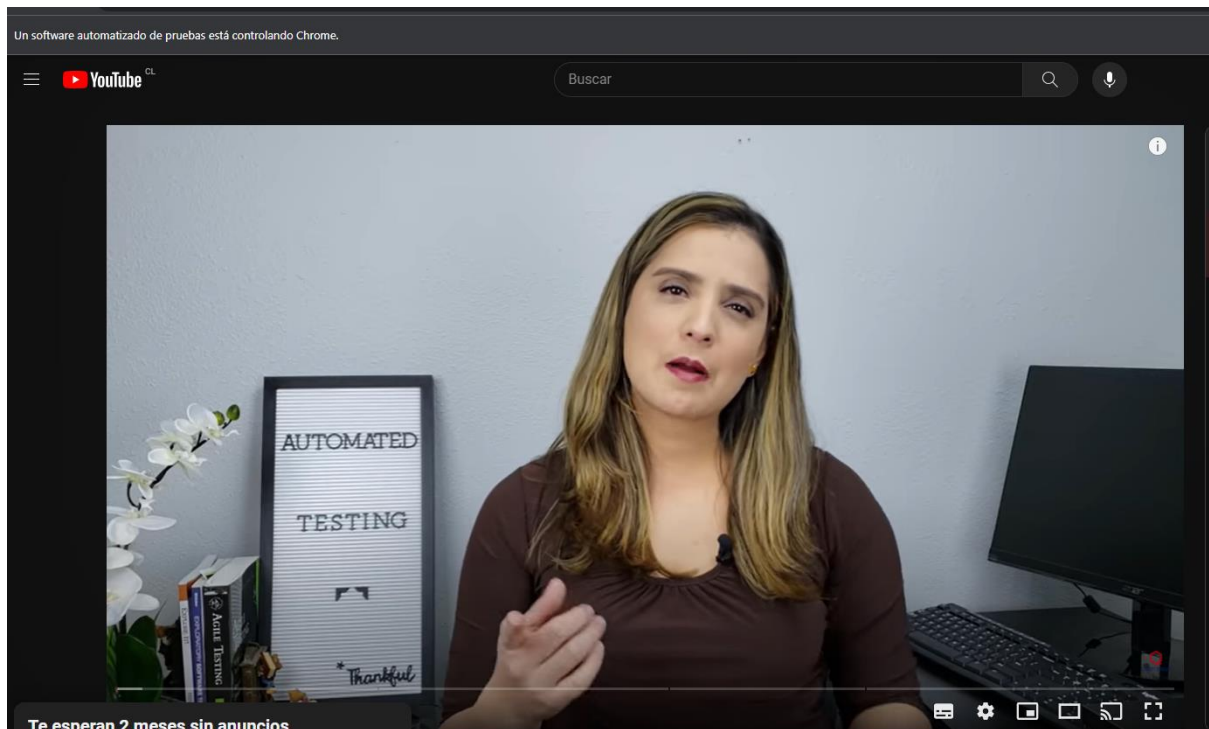 Un software automatizado de pruebas está controlando Chrome.
YouTube CL
Buscar
AUTOMATED
TESTING
*Thankful
AGILE TESTING
Te esperan 2 meses sin anuncios